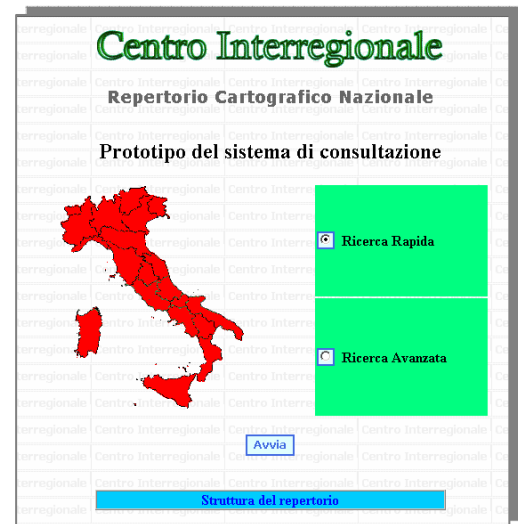 Centro Interregionale
Repertorio Cartografico Nazionale
Prototipo del sistema di consultazione
Ricerca Rapida
Ricerca Avanzata
Avvia
Struttura del repertorio